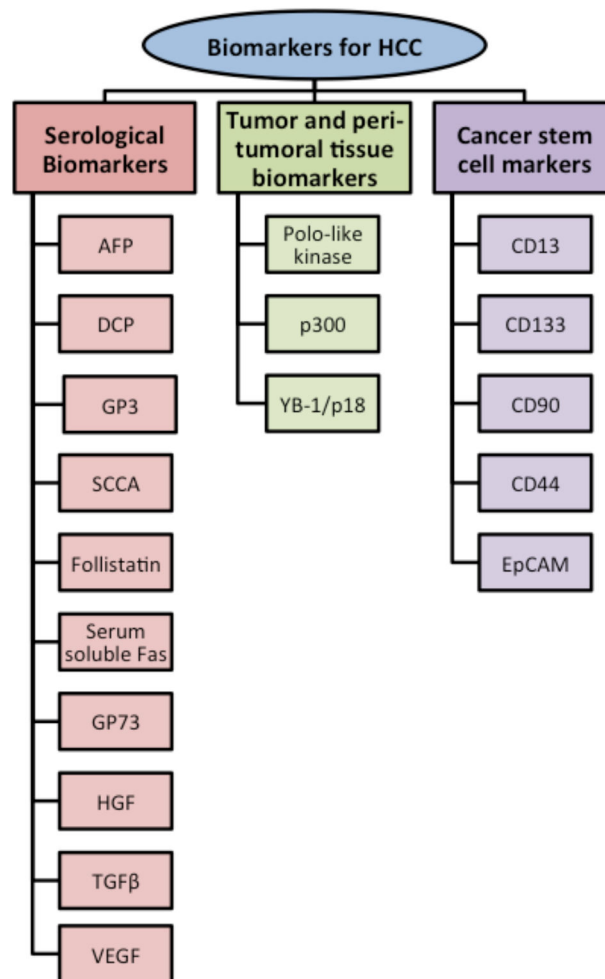 Biomarkers for HCC
Serological
Biomarkers
AFP
DCP
GP3
SCCA
Follistatin
Serum
soluble Fas
GP73
HGF
TGFβ
VEGF
Tumor and peri-
tumoral tissue
biomarkers
Polo-like
kinase
p300
YB-1/p18
Cancer stem
cell markers
CD13
CD133
CD90
CD44
EpCAM